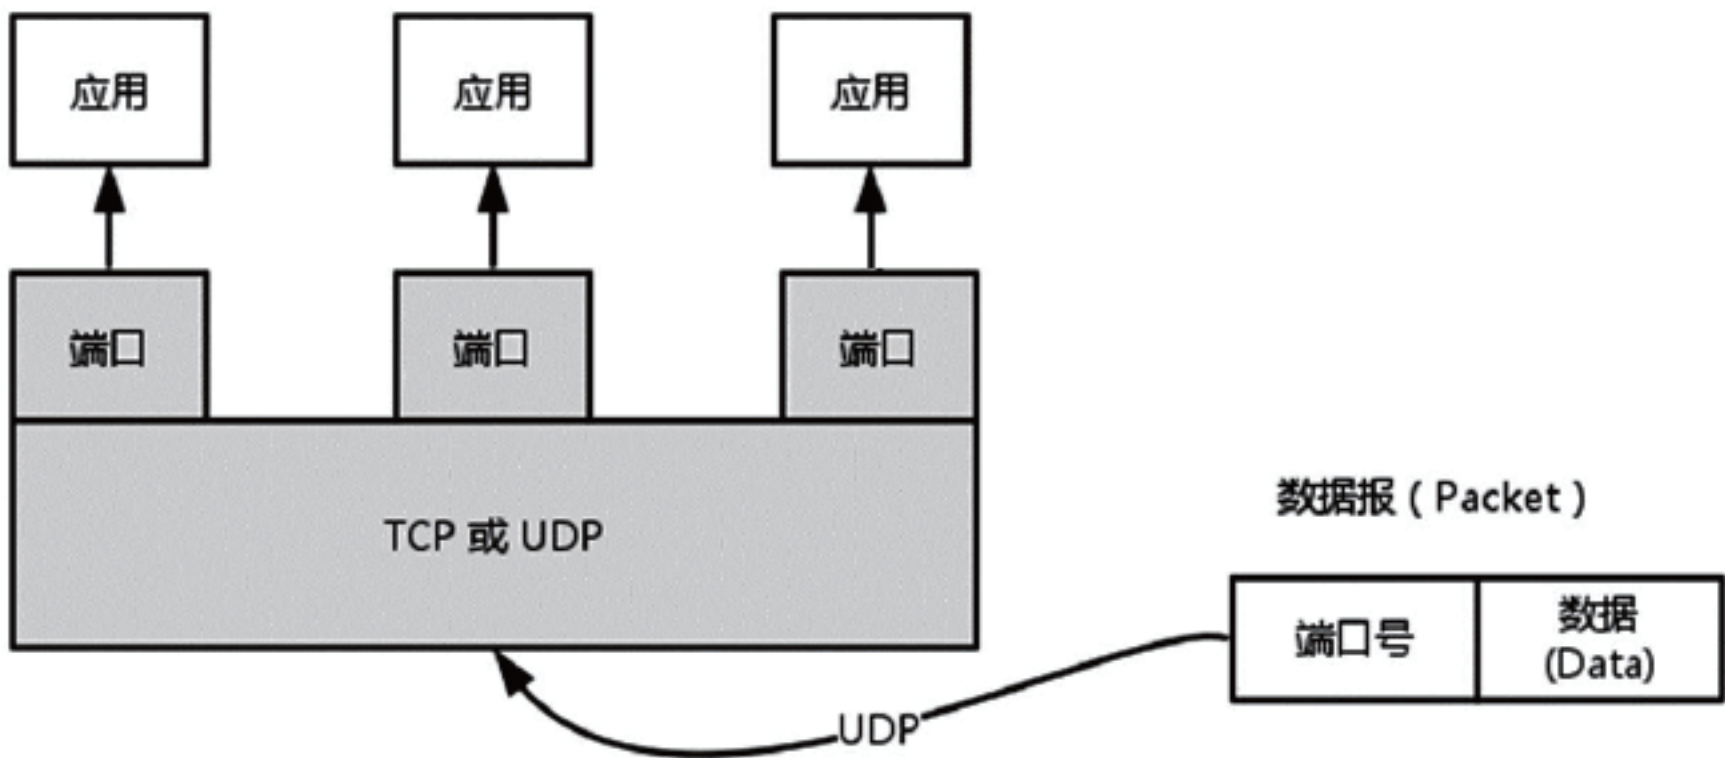 应用
应用
应用
端口
端口
端口
TCP 或 UDP
数据报（Packet）
端口号
数据
(Data)
UDP